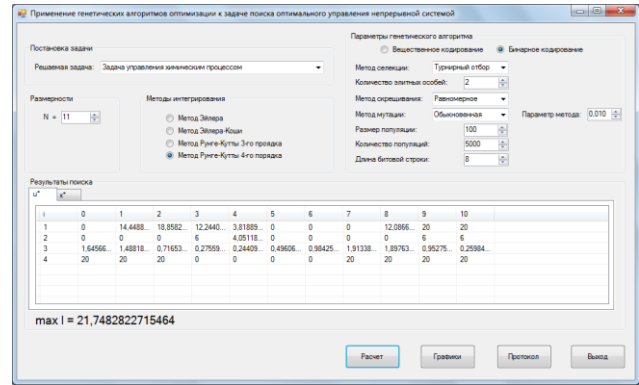 Применение генетических алгоритмов оптимизации к задаче поиска оптимального управления непрерывной системой
Постановка задачи
Решаемая задача: Задача управления химическим процессом
Размерности
N = 11
Методы интегрирования
Метод Эйлера
Метод Эйлера-Коши
Метод Рунге-Кутты 3-го порядка
Метод Рунге-Кутты 4-го порядка
Параметры генетического алгоритма
Вещественное кодирование Бинарное кодирование
Метод селекции: Турнирный отбор
Количество элитных особей: 2
Метод скрещивания: Равномерное
Метод мутации: Обыкновенная Параметр метода: 0,010
Размер популяции: 100
Количество популяций: 5000
Длина битовой строки: 8
Результаты поиска
u* x*
i 0 1 2 3 4 5 6 7 8 9 10
1 0 14,4488... 18,8582... 12,2440... 3,81889... 0 0 0 12,0866... 20 20
2 0 0 0 6 4,05118... 0 0 0 0 6 6
3 1,64566... 1,48818... 0,71653... 0,27559... 0,24409... 0,49606... 0,98425... 1,91338... 1,89763... 0,95275... 0,25984...
4 20 20 20 0 0 0 0 20 20 20 20
max I = 21,7482822715464
Расчет Графики Протокол Выход